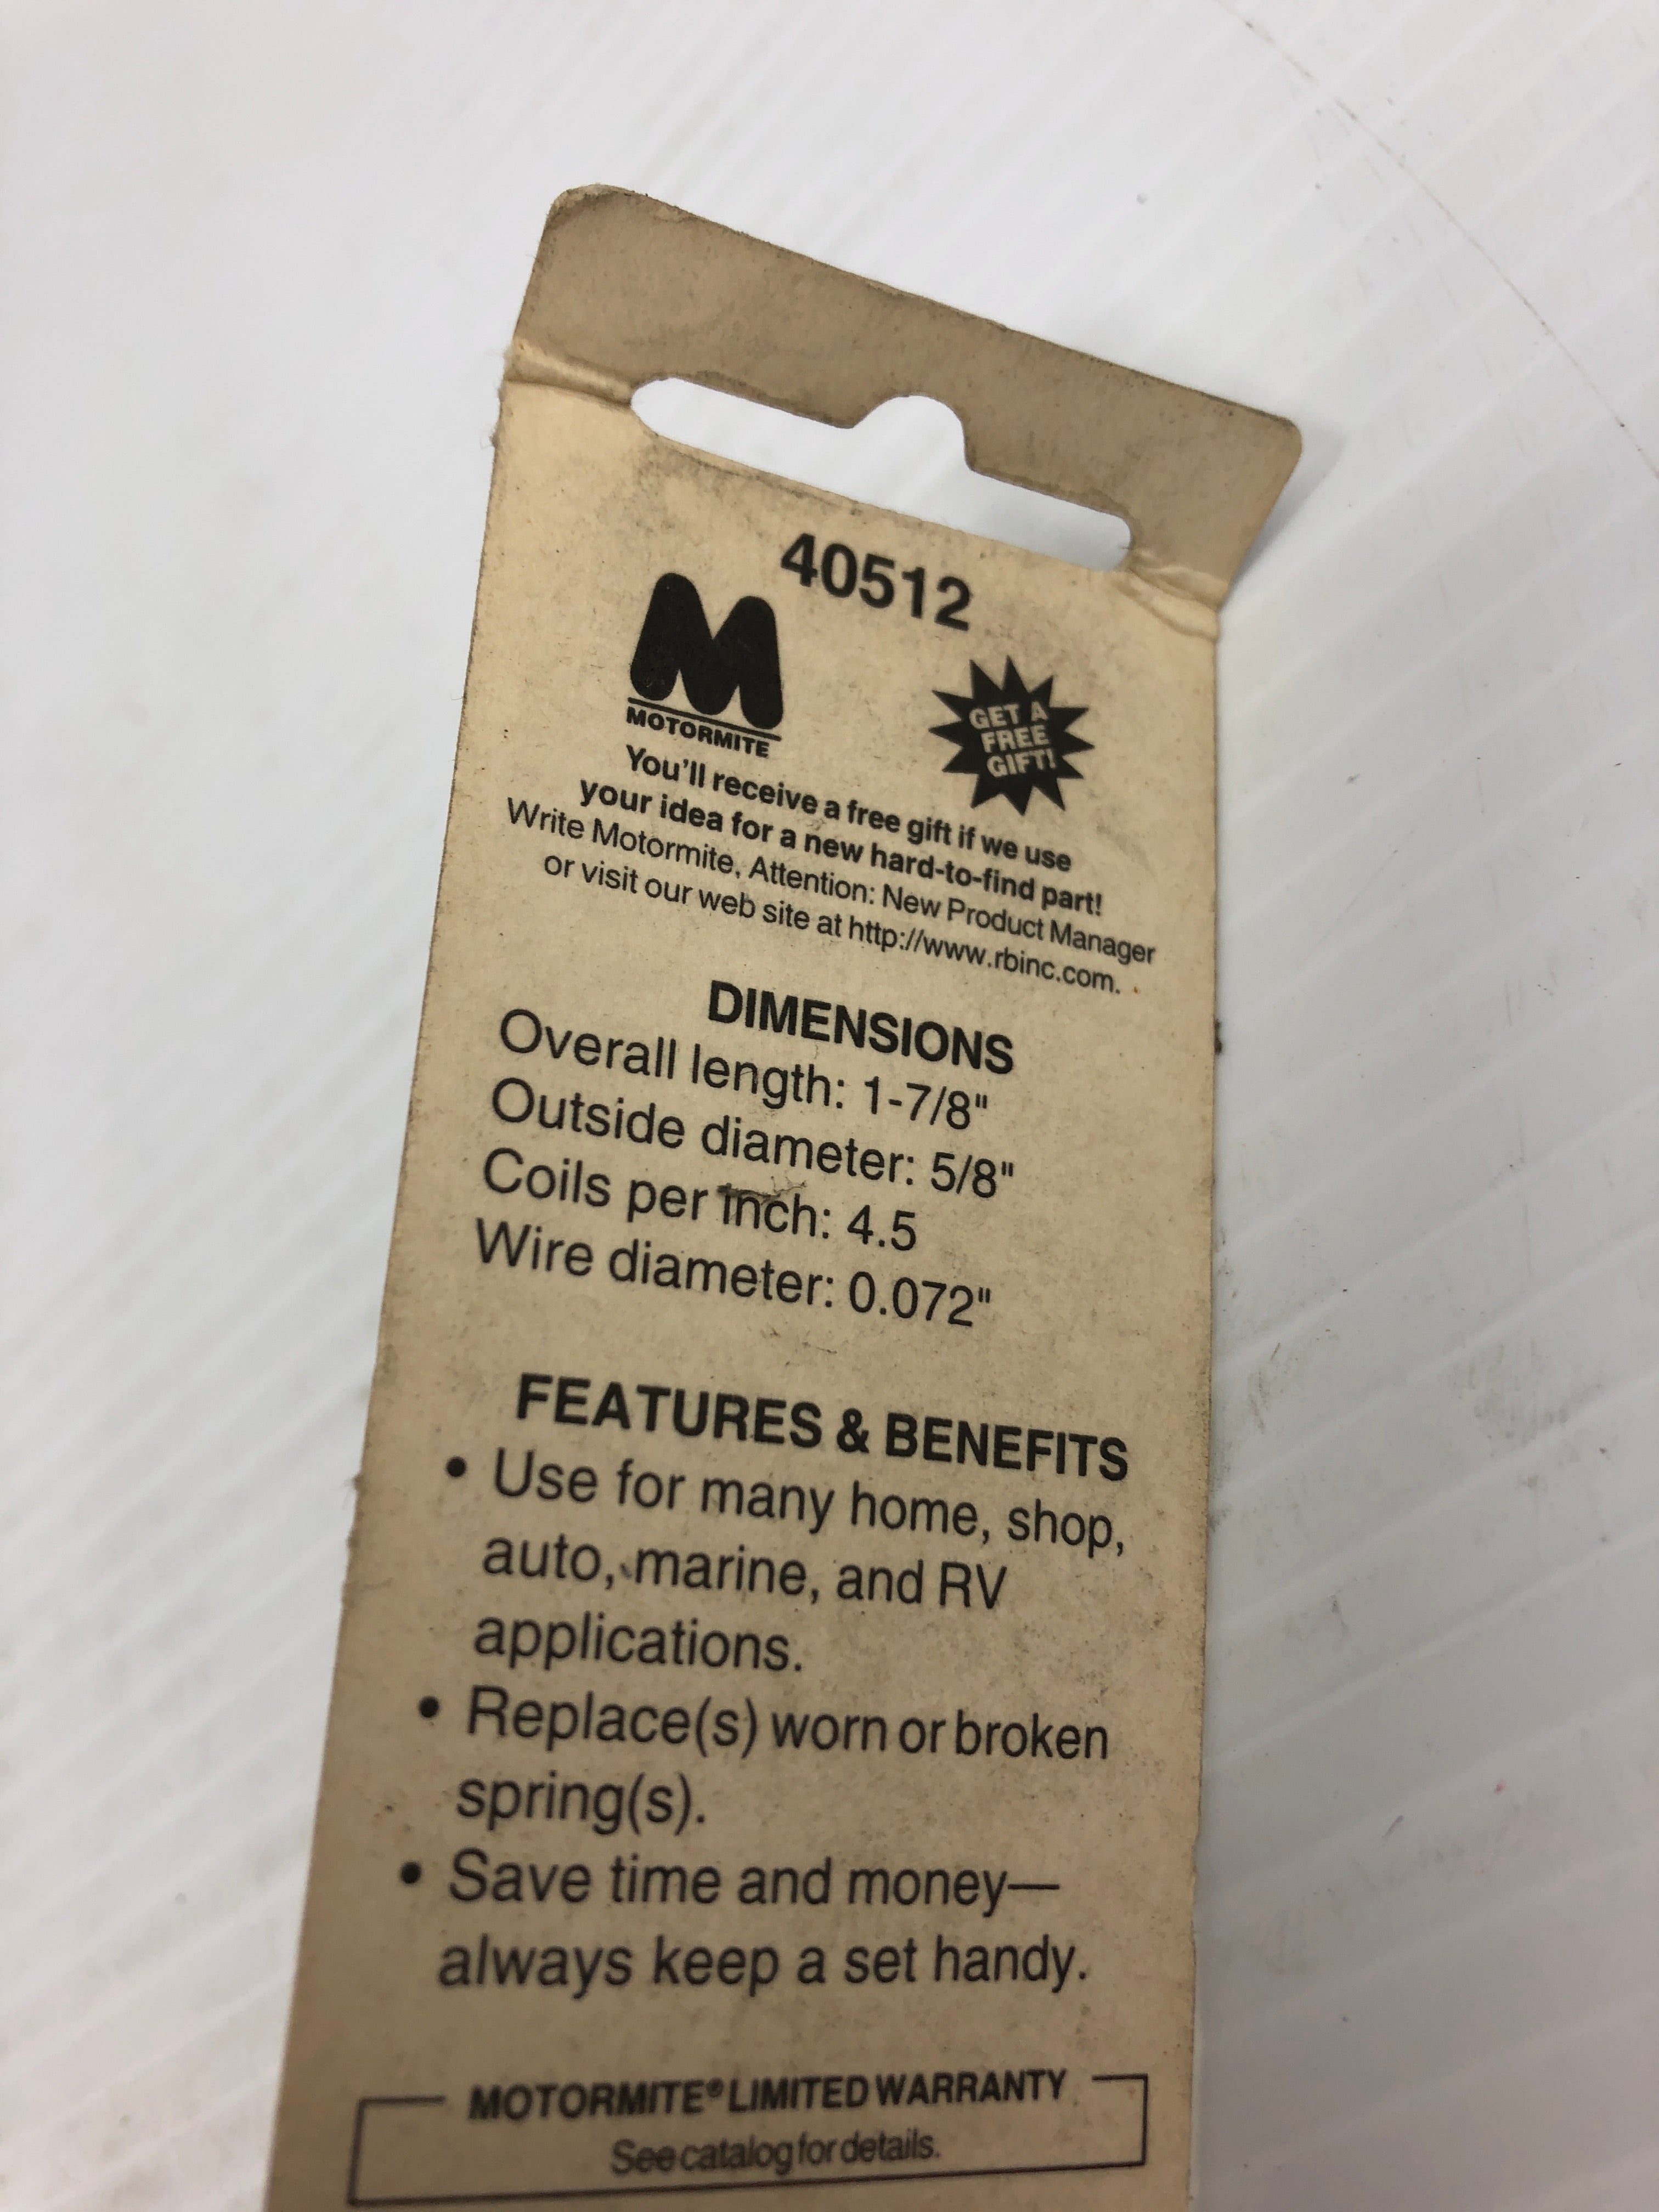 40512
MOTORMITE
GET A
FREE
GIFT!
You'll receive a free gift if we use
your idea for a new hard-to-find part!
Write Motormite, Attention: New Product Manager
or visit our web site at http://www.rbinc.com.
DIMENSIONS
Overall length: 1-7/8"
Outside diameter: 5/8"
Coils per inch: 4.5
Wire diameter: 0.072"
FEATURES & BENEFITS
• Use for many home, shop,
auto, marine, and RV
applications.
• Replace(s) worn or broken
spring(s).
• Save time and money—
always keep a set handy.
MOTORMITE® LIMITED WARRANTY
See catalog for details.